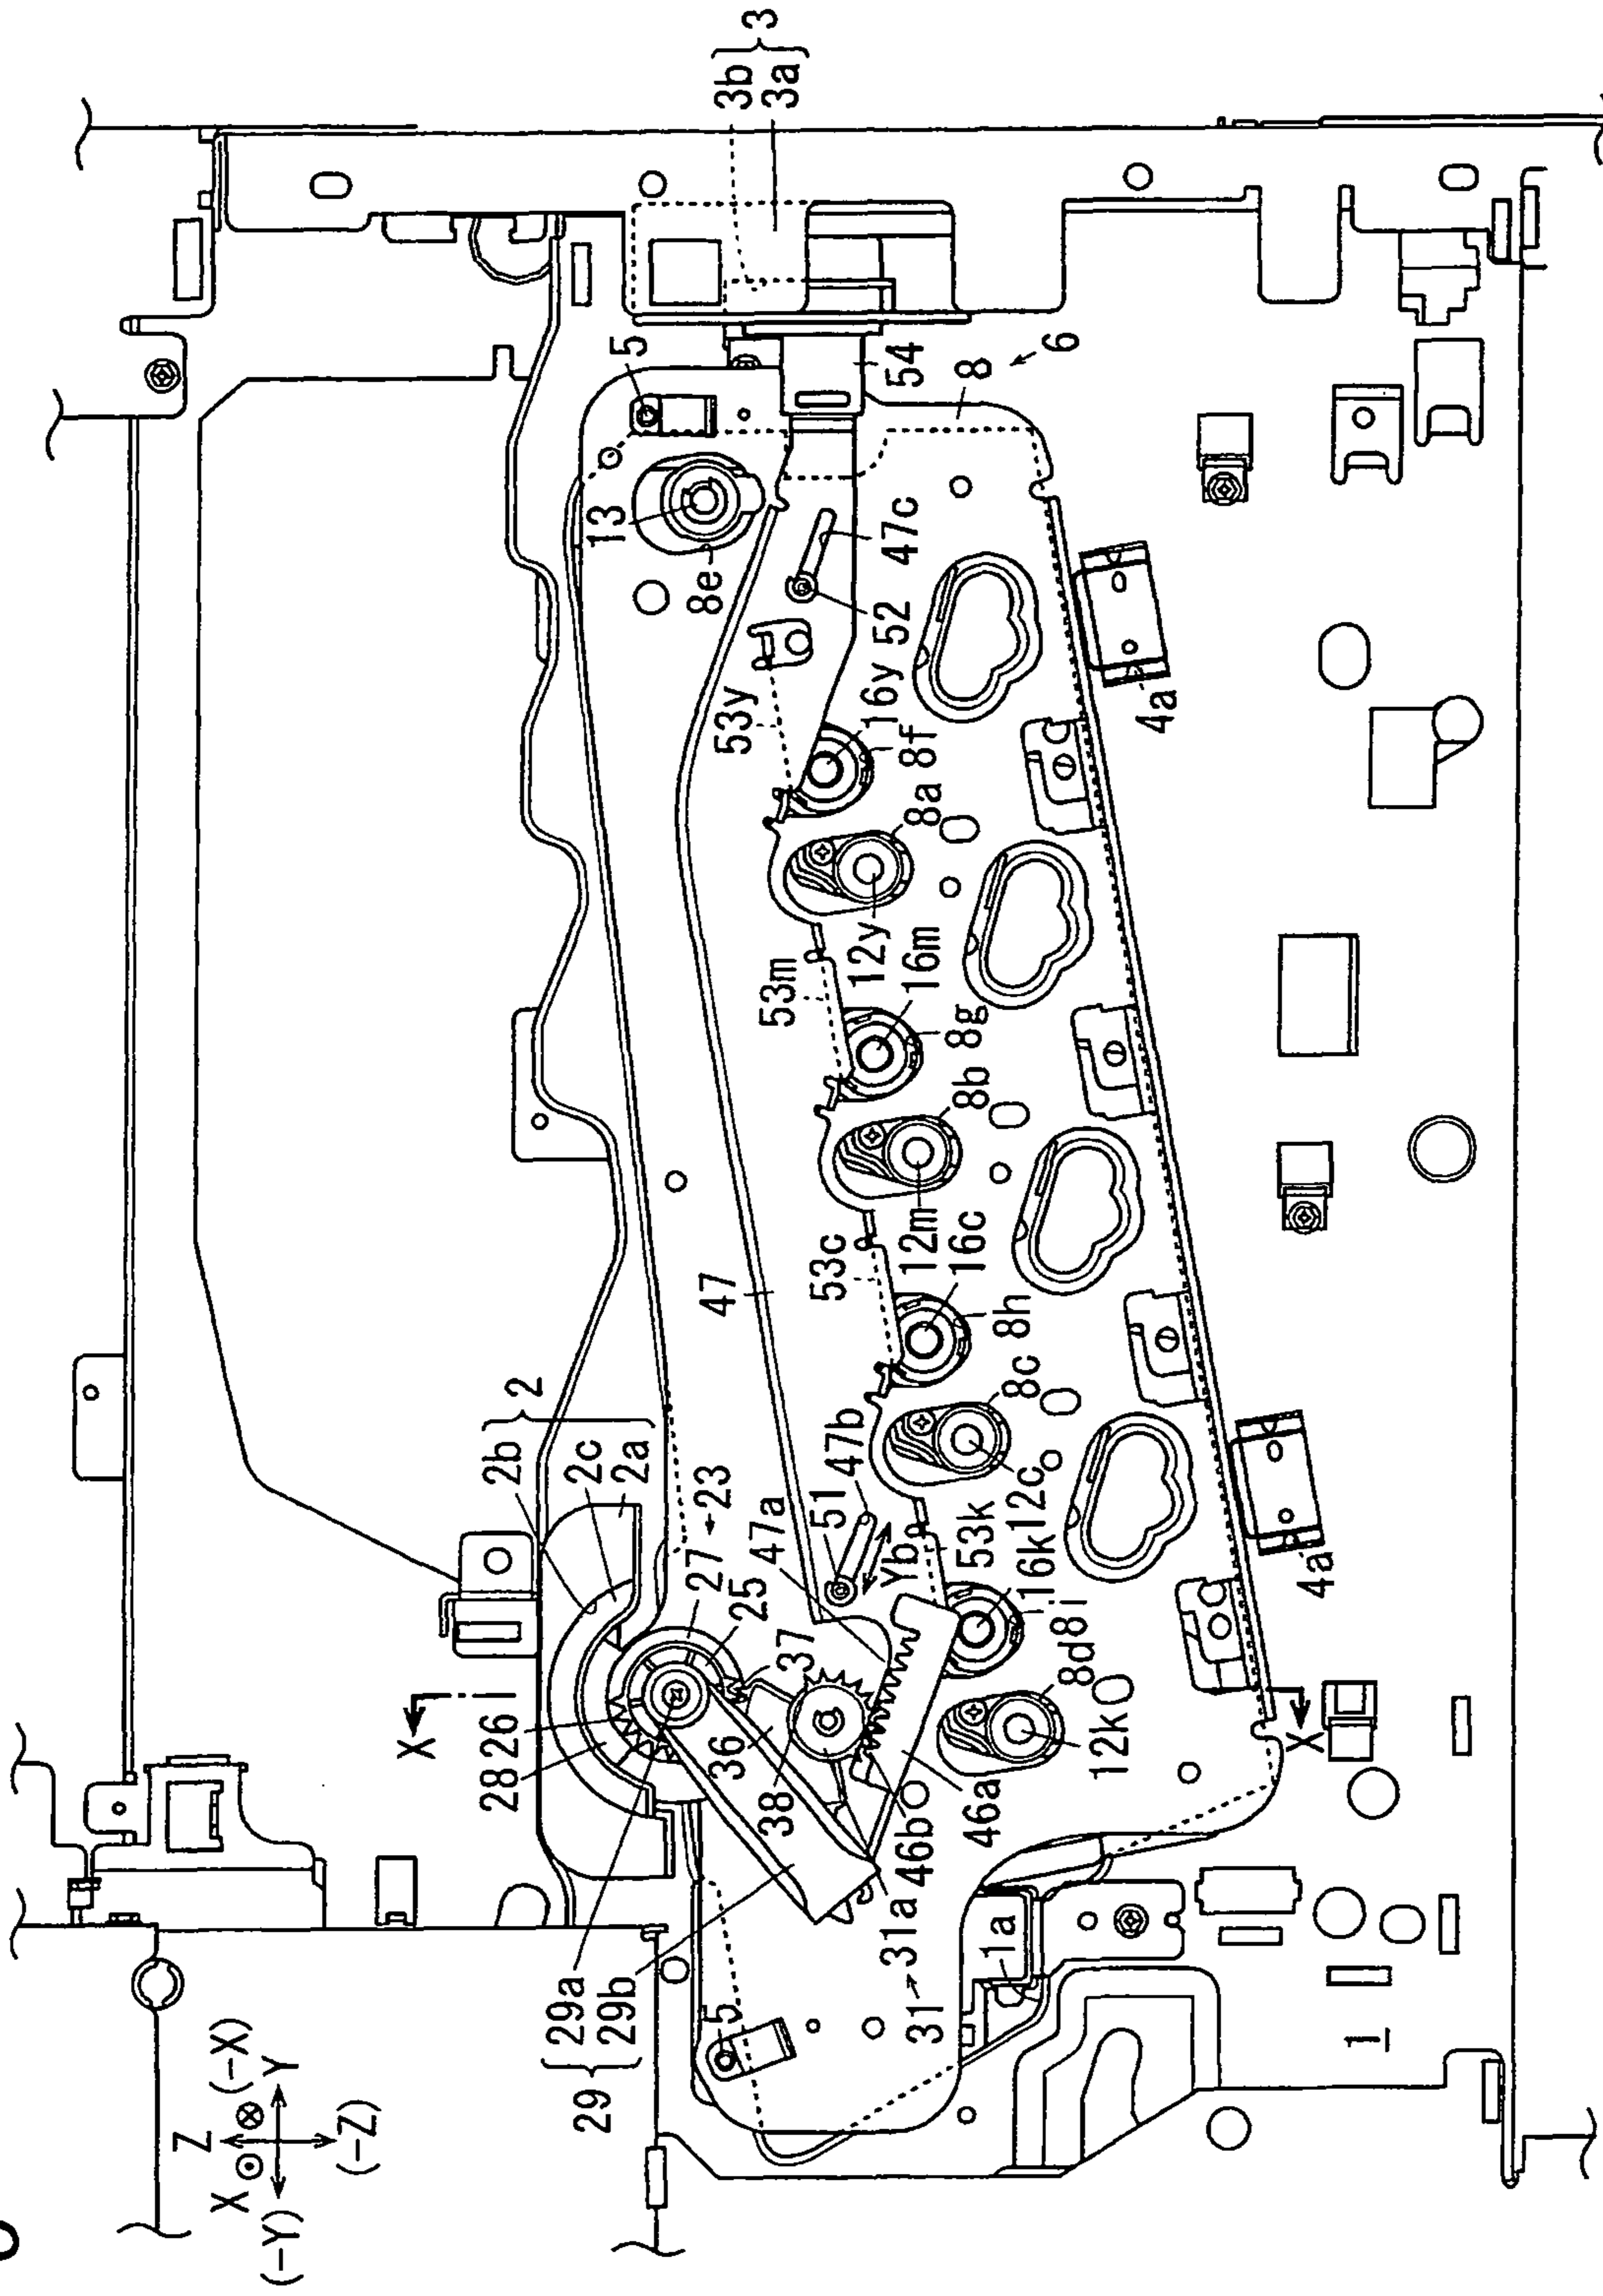 3
3b
3a
5
13
8e
54
8
6
47c
52
53y
16y
8f
8a
4a
12y
53m
16m
8g
8b
12m
53c
16c
8h
47
8c
12c
47b
51
Yb
53k
16k
8i
4a
2
2b
2c
2a
27
23
25
47a
37
X
26
28
36
38
8d
12k
X
46a
46b
31a
31
29a
29b
29
5
1a
1
Z
(-X)
X
Y
(-Y)
(-Z)